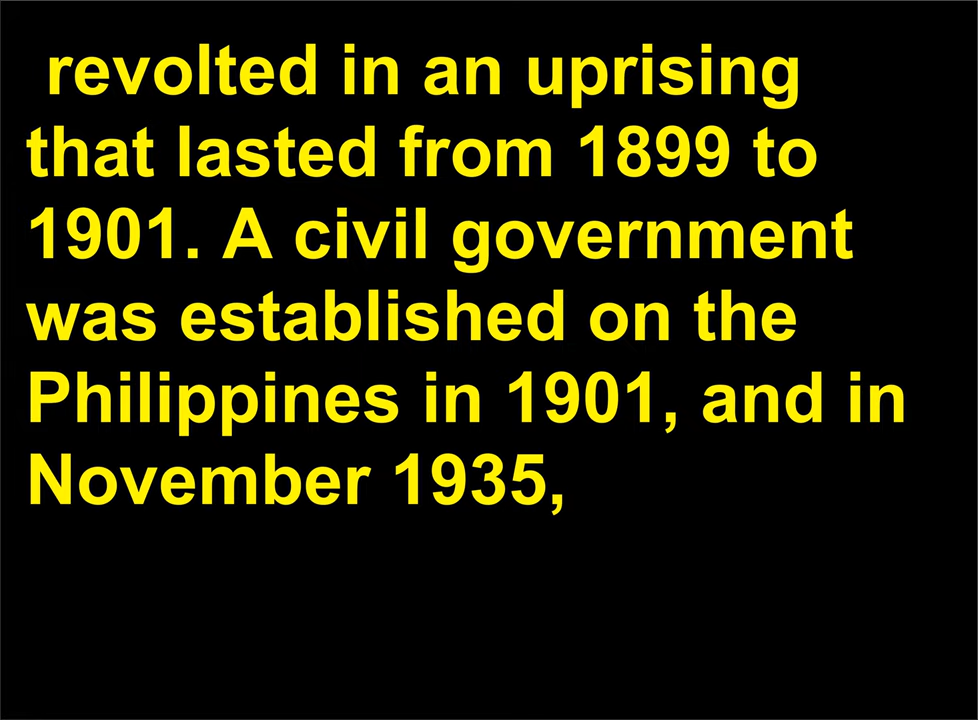 revolted in an uprising
that lasted from 1899 to
1901. A civil government
was established on the
Philippines in 1901, and in
November 1935,